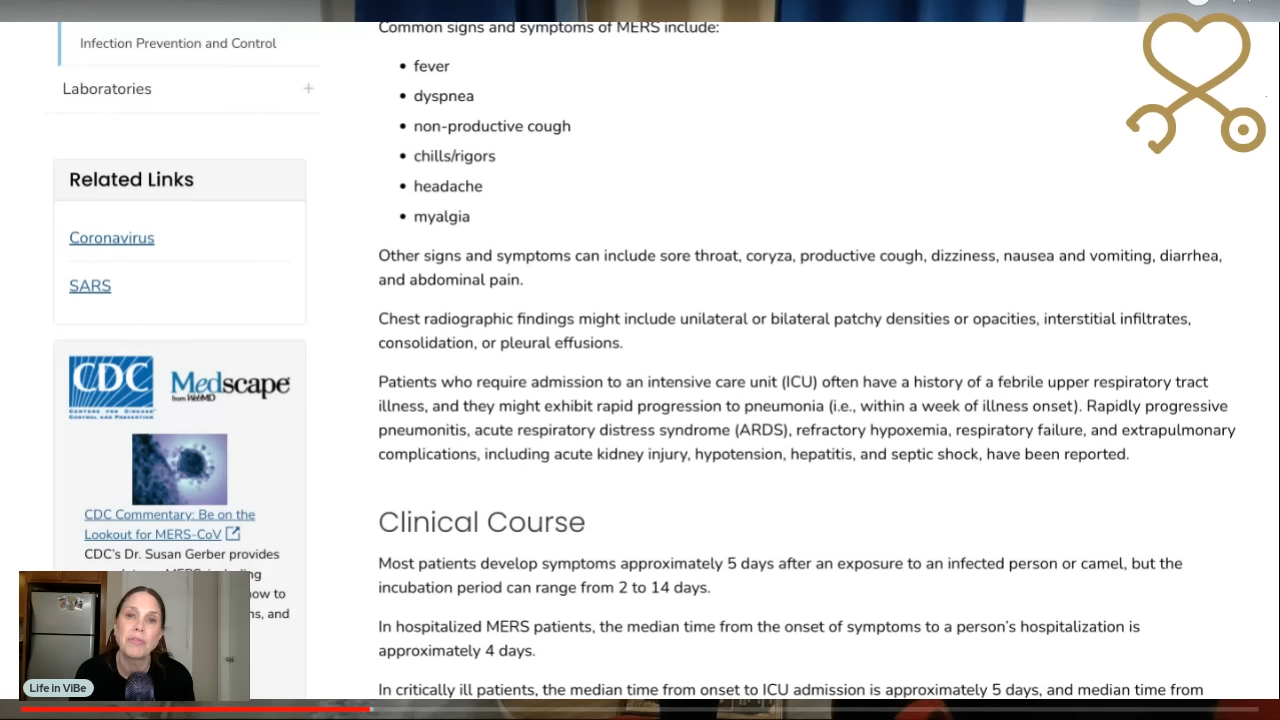 Common signs and symptoms of MERS include:
Infection Prevention and Control
Laboratories +
• fever
• dyspnea
• non-productive cough
• chills/rigors
• headache
• myalgia
Related Links
Coronavirus
SARS
Other signs and symptoms can include sore throat, coryza, productive cough, dizziness, nausea and vomiting, diarrhea,
and abdominal pain.
Chest radiographic findings might include unilateral or bilateral patchy densities or opacities, interstitial infiltrates,
consolidation, or pleural effusions.
Patients who require admission to an intensive care unit (ICU) often have a history of a febrile upper respiratory tract
illness, and they might exhibit rapid progression to pneumonia (i.e., within a week of illness onset). Rapidly progressive
pneumonitis, acute respiratory distress syndrome (ARDS), refractory hypoxemia, respiratory failure, and extrapulmonary
complications, including acute kidney injury, hypotension, hepatitis, and septic shock, have been reported.
CDC
CENTERS FOR DISEASE
CONTROL AND PREVENTION
Medscape
from WebMD
CDC Commentary: Be on the
Lookout for MERS-CoV
CDC's Dr. Susan Gerber provides
Clinical Course
Most patients develop symptoms approximately 5 days after an exposure to an infected person or camel, but the
incubation period can range from 2 to 14 days.
In hospitalized MERS patients, the median time from the onset of symptoms to a person's hospitalization is
approximately 4 days.
In critically ill patients, the median time from onset to ICU admission is approximately 5 days, and median time from
Life in ViBe